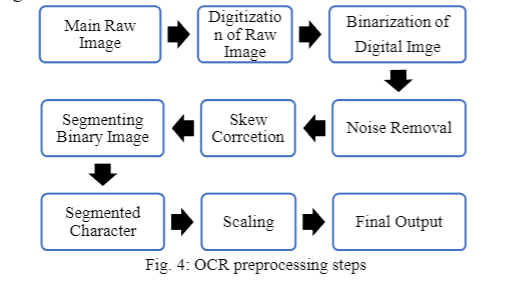 Main Raw
Image
Digitizatio
n of Raw
Image
Binarization of
Digital Imge
Noise Removal
Skew
Corrcetion
Segmenting
Binary Image
Segmented
Character
Scaling
Final Output
Fig. 4: OCR preprocessing steps